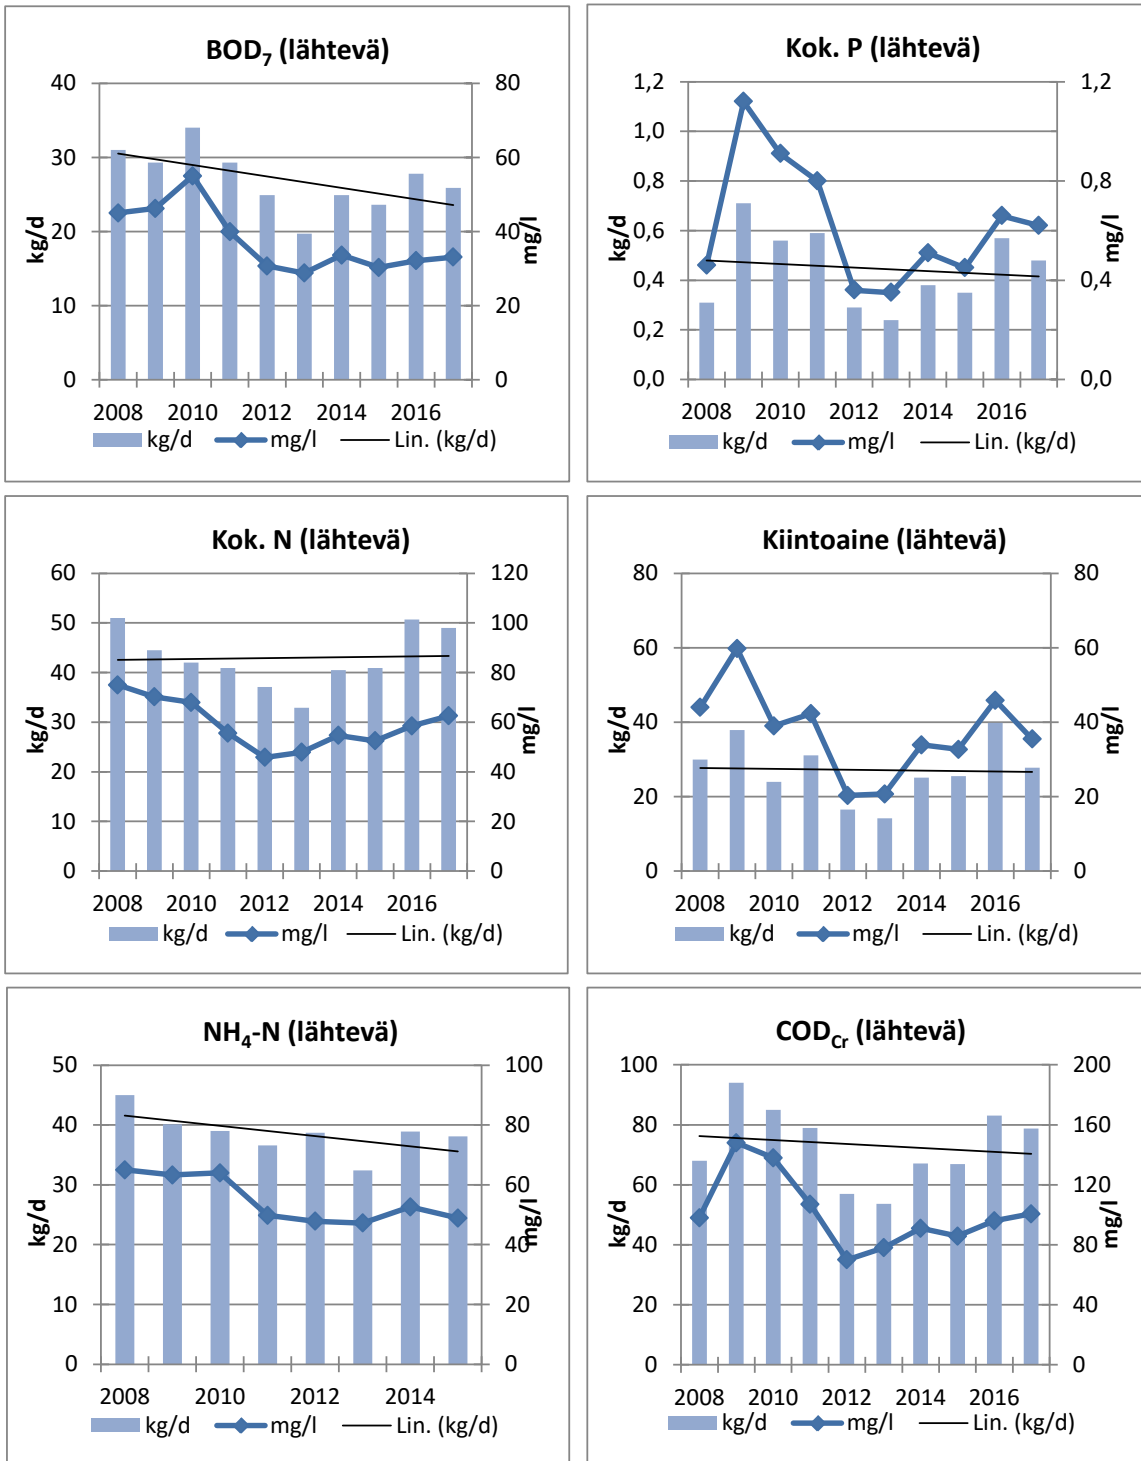 BOD₇ (lähtevä)
40 80
30 60
20 40
10 20
0 0
kg/d mg/l
2008 2010 2012 2014 2016
kg/d mg/l Lin. (kg/d)
Kok. P (lähtevä)
1,2 1,2
1,0
0,8 0,8
0,6
0,4 0,4
0,2
0,0 0,0
kg/d mg/l
2008 2010 2012 2014 2016
kg/d mg/l Lin. (kg/d)
Kok. N (lähtevä)
60 120
50 100
40 80
30 60
20 40
10 20
0 0
kg/d mg/l
2008 2010 2012 2014 2016
kg/d mg/l Lin. (kg/d)
Kiintoaine (lähtevä)
80 80
60 60
40 40
20 20
0 0
kg/d mg/l
2008 2010 2012 2014 2016
kg/d mg/l Lin. (kg/d)
NH₄-N (lähtevä)
50 100
40 80
30 60
20 40
10 20
0 0
kg/d mg/l
2008 2010 2012 2014
kg/d mg/l Lin. (kg/d)
COD_Cr (lähtevä)
100 200
80 160
60 120
40 80
20 40
0 0
kg/d mg/l
2008 2010 2012 2014 2016
kg/d mg/l Lin. (kg/d)